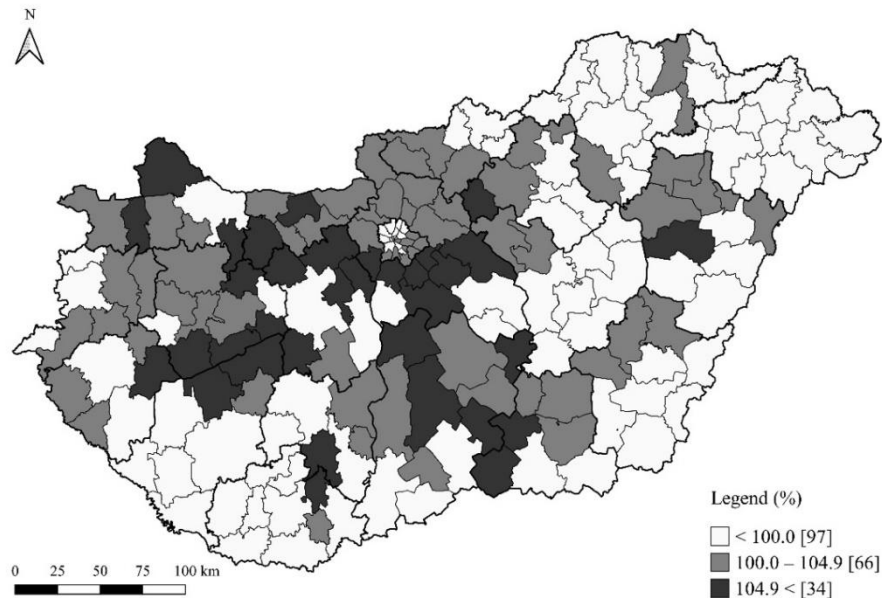 N
Legend (%)
< 100.0 [97]
100.0 – 104.9 [66]
104.9 < [34]
0 25 50 75 100 km